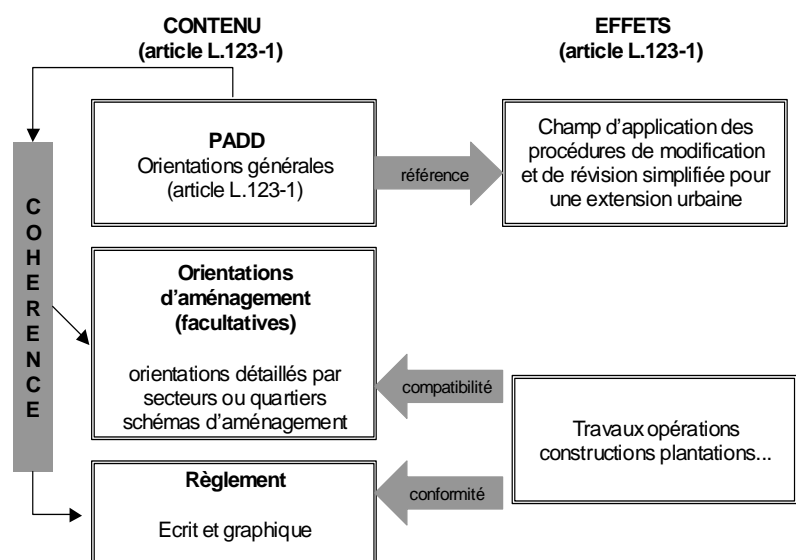 CONTENU
(article L.123-1)
EFFETS
(article L.123-1)
COHERENCE
PADD
Orientations générales
(article L.123-1)
référence
Champ d'application des
procédures de modification
et de révision simplifiée pour
une extension urbaine
Orientations
d'aménagement
(facultatives)
orientations détaillés par
secteurs ou quartiers
schémas d'aménagement
compatibilité
Travaux opérations
constructions plantations...
Règlement
Ecrit et graphique
conformité